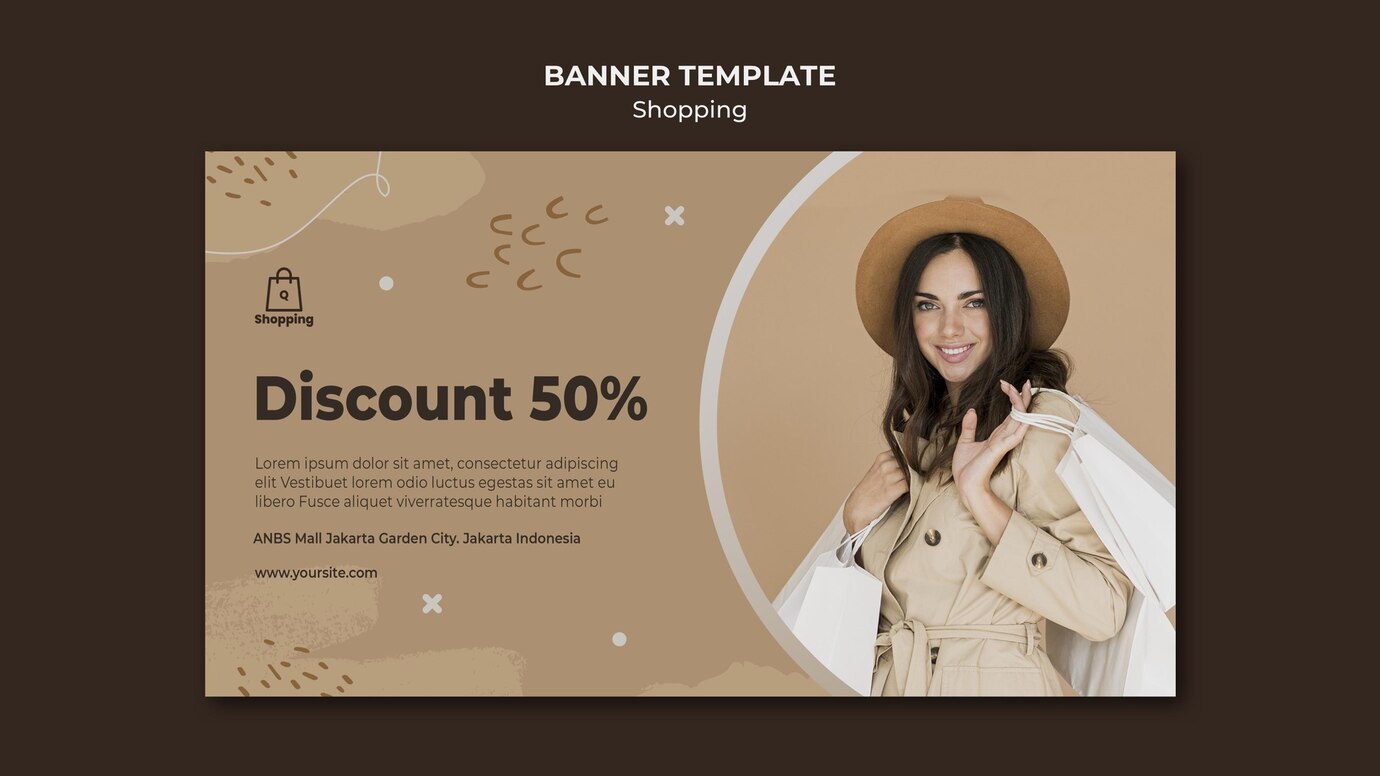 BANNER TEMPLATE
Shopping
Q
Shopping
Discount 50%
Lorem ipsum dolor sit amet, consectetur adipiscing
elit Vestibuet lorem odio luctus egestas sit amet eu
libero Fusce aliquet viverratesque habitant morbi
ANBS Mall Jakarta Garden City. Jakarta Indonesia
www.yoursite.com